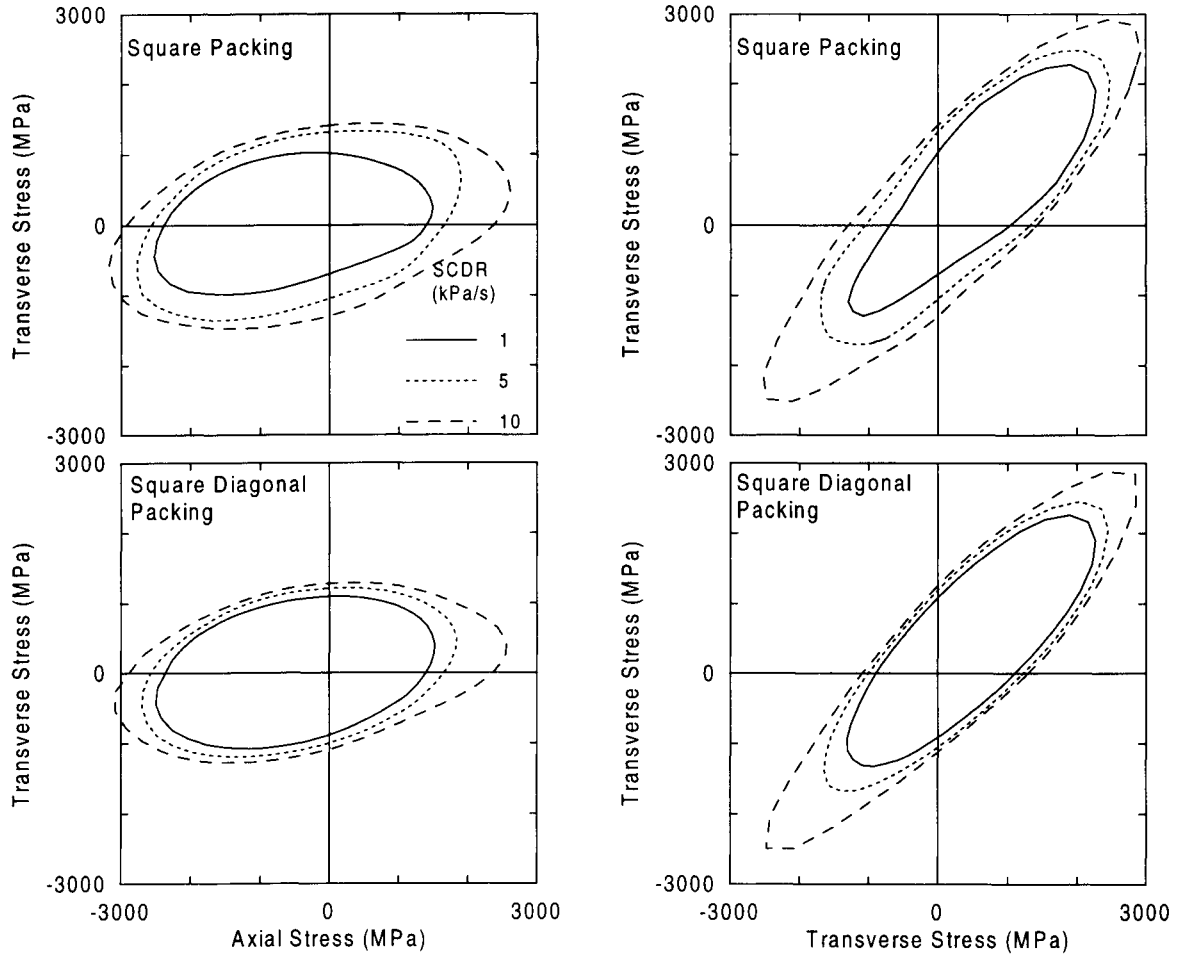 3000
Square Packing
Transverse Stress (MPa)
0
SCDR
(kPa/s)
1
5
10
-3000
3000
Square Packing
Transverse Stress (MPa)
0
-3000
3000
Square Diagonal
Packing
Transverse Stress (MPa)
0
-3000
-3000
0
3000
Axial Stress (MPa)
3000
Square Diagonal
Packing
Transverse Stress (MPa)
0
-3000
-3000
0
3000
Transverse Stress (MPa)